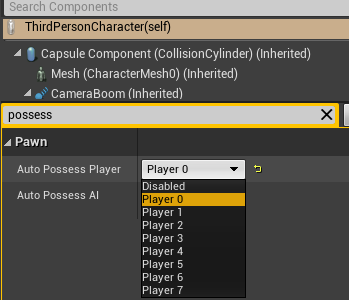 Search Components
ThirdPersonCharacter(self)
Capsule Component (CollisionCylinder) (Inherited)
Mesh (CharacterMesh0) (Inherited)
CameraBoom (Inherited)
possess
Pawn
Auto Possess Player
Player 0
Disabled
Auto Possess AI
Player 0
Player 1
Player 2
Player 3
Player 4
Player 5
Player 6
Player 7